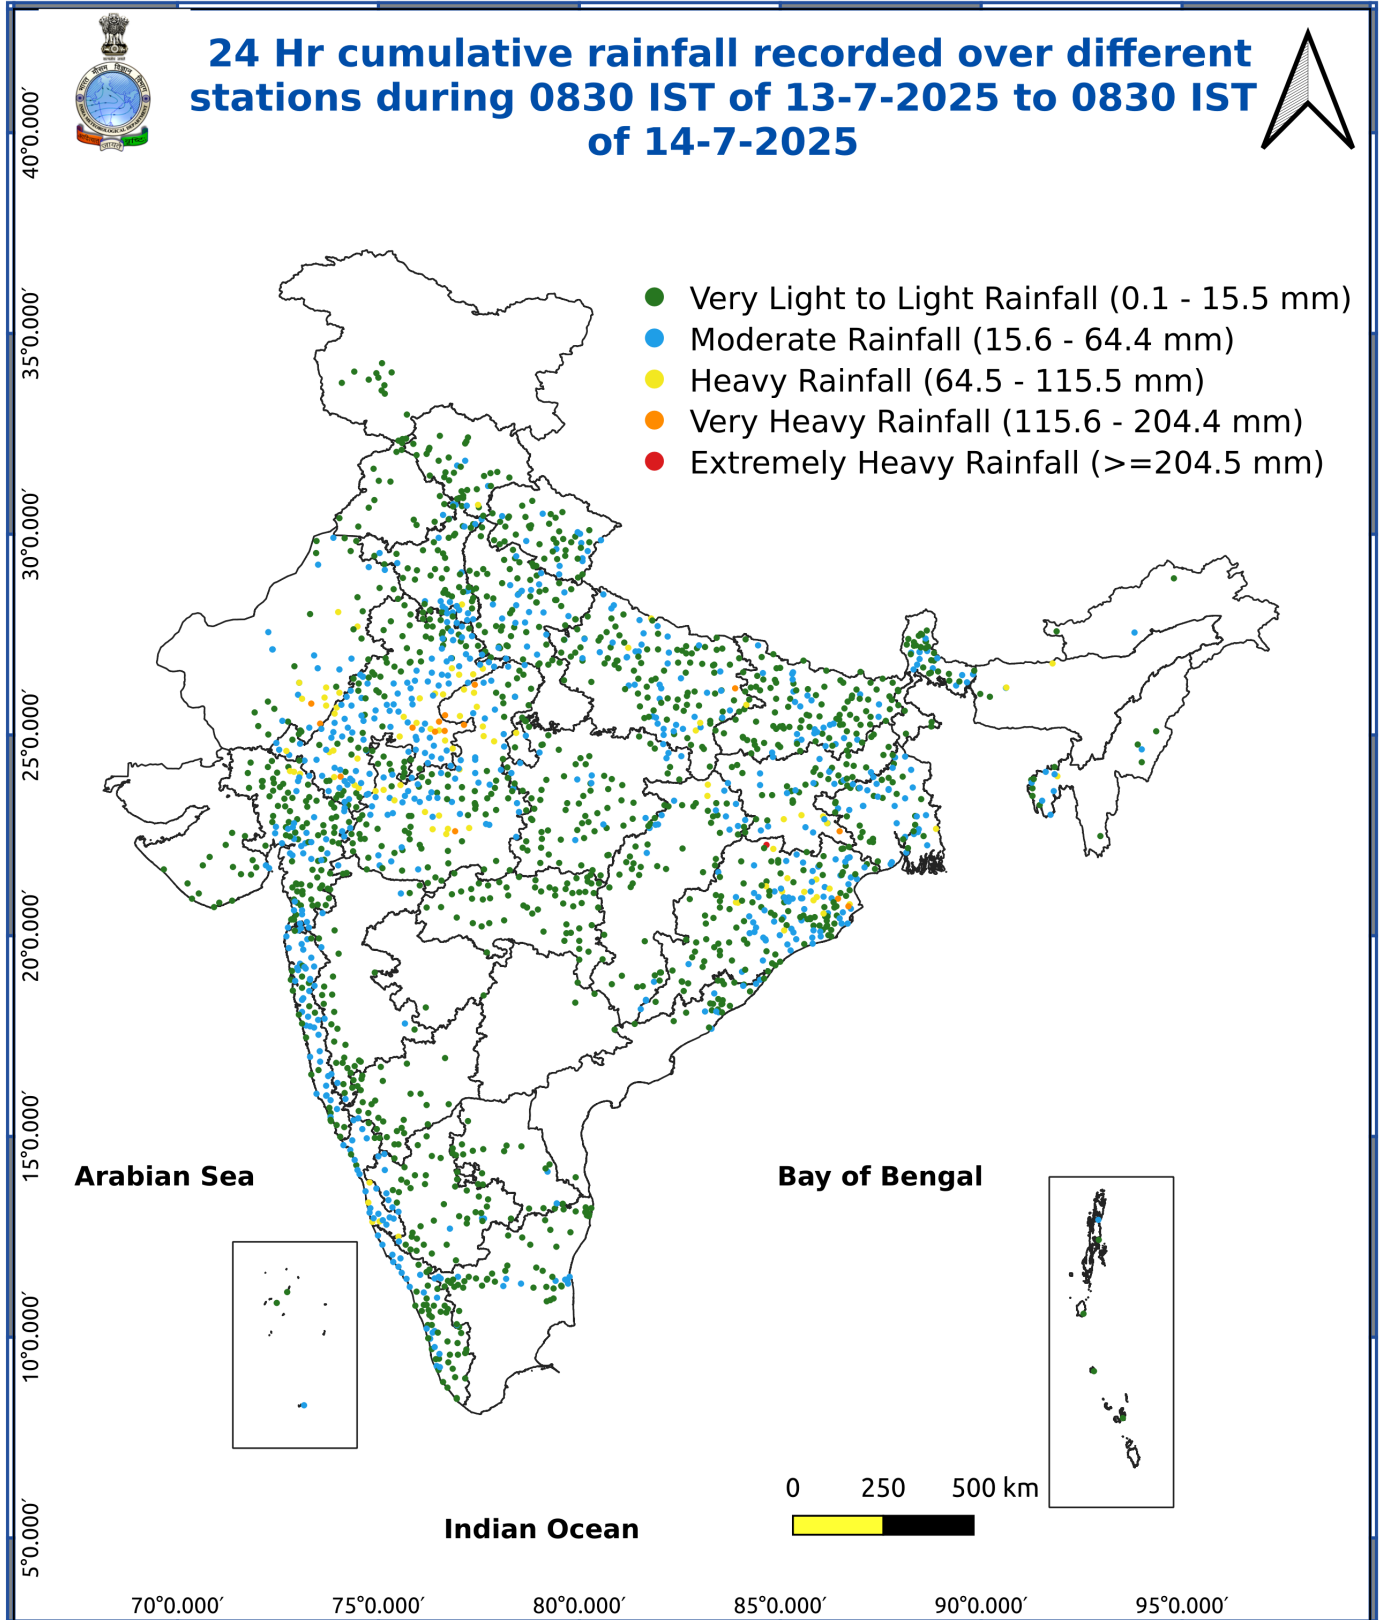 24 Hr cumulative rainfall recorded over different
stations during 0830 IST of 13-7-2025 to 0830 IST
of 14-7-2025
Very Light to Light Rainfall (0.1 - 15.5 mm)
Moderate Rainfall (15.6 - 64.4 mm)
Heavy Rainfall (64.5 - 115.5 mm)
Very Heavy Rainfall (115.6 - 204.4 mm)
Extremely Heavy Rainfall (>=204.5 mm)
40°0.000′
35°0.000′
30°0.000′
25°0.000′
20°0.000′
15°0.000′
10°0.000′
5°0.000′
Arabian Sea
Bay of Bengal
Indian Ocean
0 250 500 km
70°0.000′ 75°0.000′ 80°0.000′ 85°0.000′ 90°0.000′ 95°0.000′